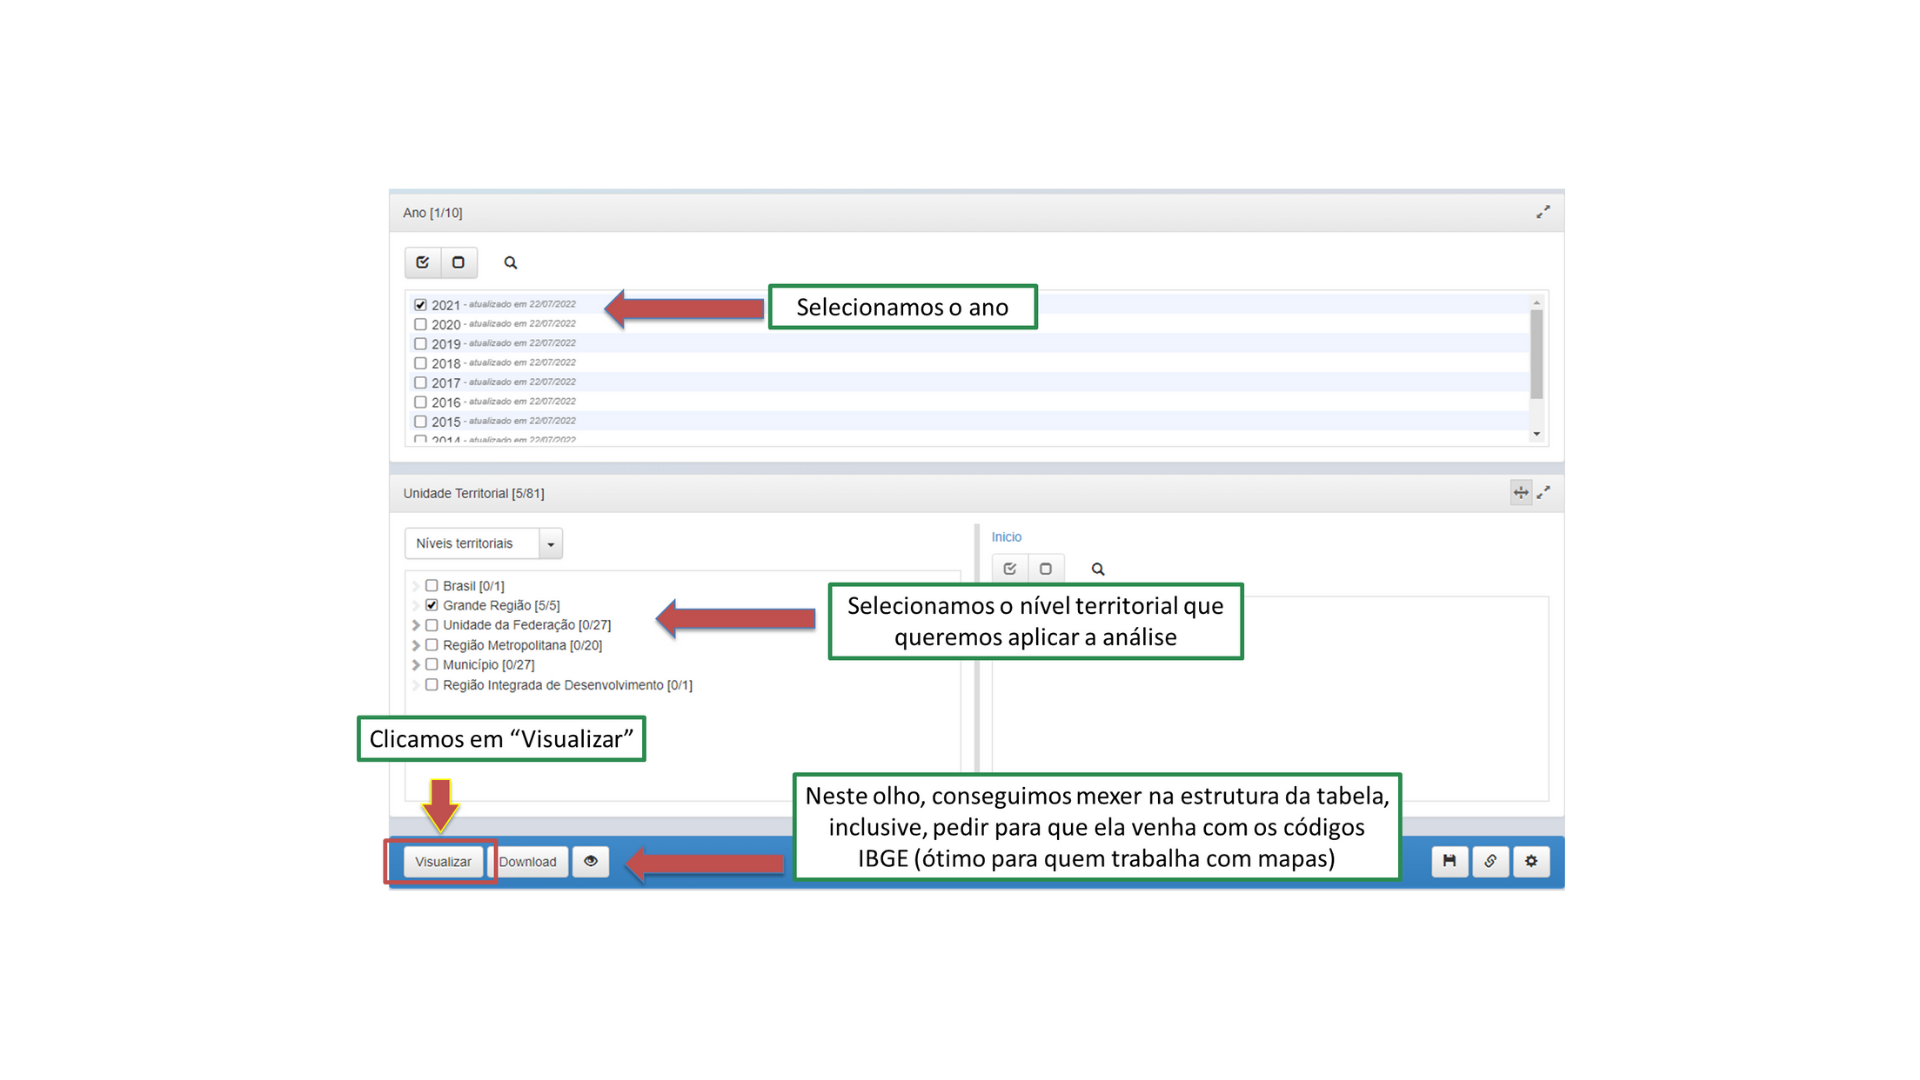 Ano [1/10]
2021 - atualizado em 22/07/2022
Selecionamos o ano
2020 - atualizado em 22/07/2022
2019 - atualizado em 22/07/2022
2018 - atualizado em 22/07/2022
2017 - atualizado em 22/07/2022
2016 - atualizado em 22/07/2022
2015 - atualizado em 22/07/2022
2014 - atualizado em 22/07/2022
Unidade Territorial [5/81]
Níveis territoriais
Inicio
Brasil [0/1]
Grande Região [5/5]
Unidade da Federação [0/27]
Região Metropolitana [0/20]
Município [0/27]
Região Integrada de Desenvolvimento [0/1]
Selecionamos o nível territorial que
queremos aplicar a análise
Clicamos em “Visualizar”
Neste olho, conseguimos mexer na estrutura da tabela,
inclusive, pedir para que ela venha com os códigos
IBGE (ótimo para quem trabalha com mapas)
Visualizar
Download